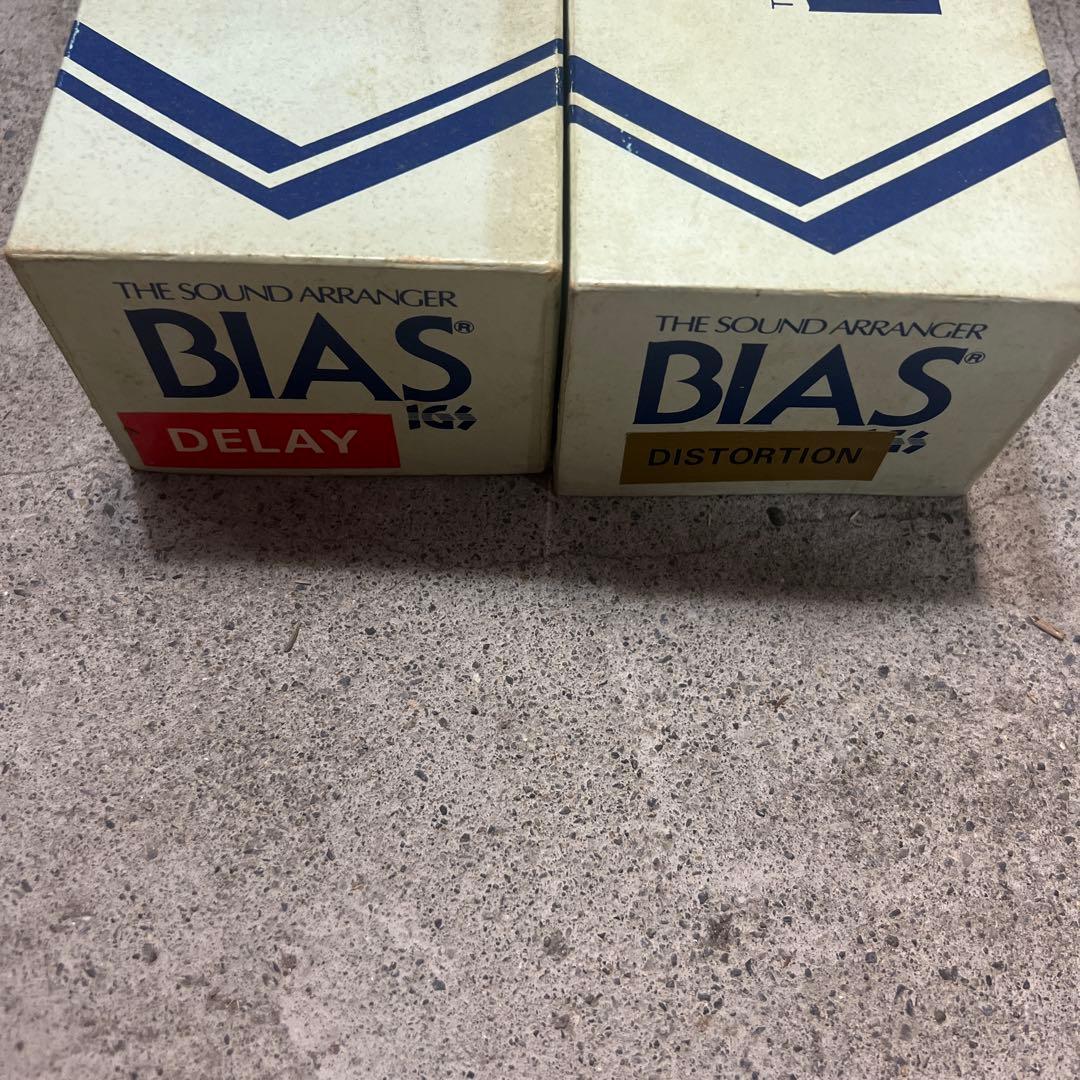 THE SOUND ARRANGER
BIAS®
IGS
DELAY
THE SOUND ARRANGER
BIAS®
DISTORTION